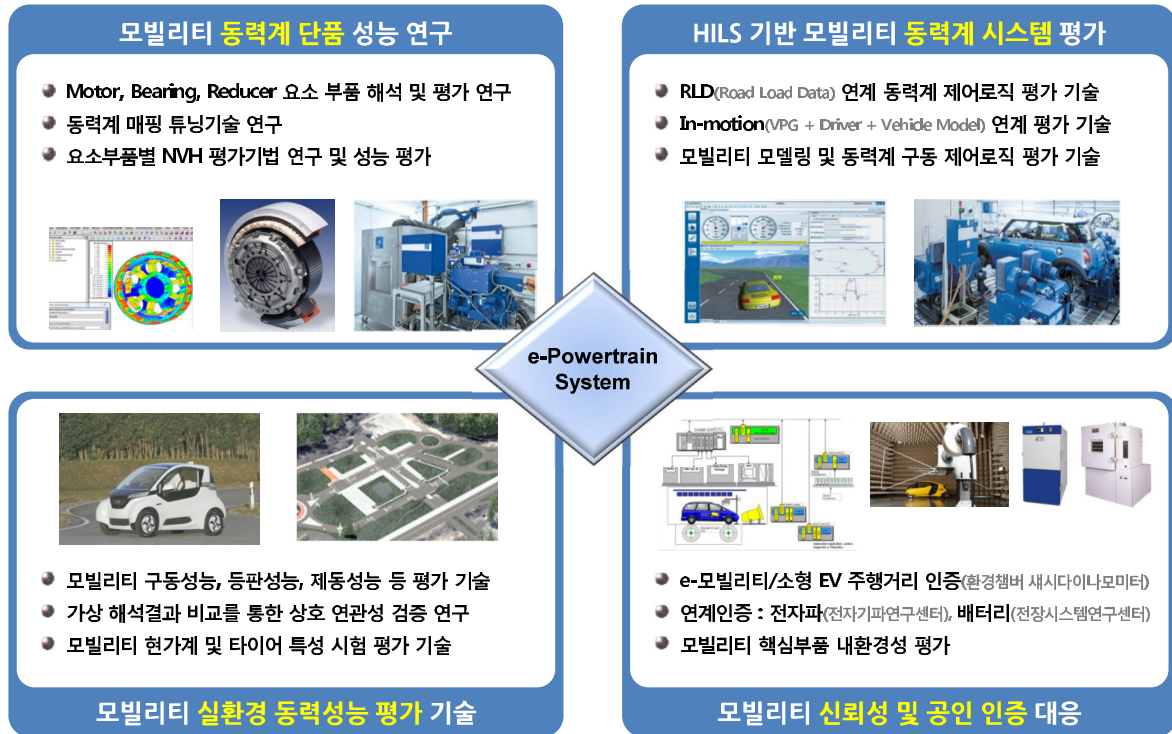 모빌리티 동력계 단품 성능 연구
Motor, Bearing, Reducer 요소 부품 해석 및 평가 연구
동력계 매핑 튜닝기술 연구
요소부품별 NVH 평가기법 연구 및 성능 평가
HILS 기반 모빌리티 동력계 시스템 평가
RLD(Road Load Data) 연계 동력계 제어로직 평가 기술
In-motion(VPG + Driver + Vehicle Model) 연계 평가 기술
모빌리티 모델링 및 동력계 구동 제어로직 평가 기술
e-Powertrain
System
모빌리티 구동성능, 등판성능, 제동성능 등 평가 기술
가상 해석결과 비교를 통한 상호 연관성 검증 연구
모빌리티 현가계 및 타이어 특성 시험 평가 기술
모빌리티 실환경 동력성능 평가 기술
e-모빌리티/소형 EV 주행거리 인증(환경챔버 섀시다이나모미터)
연계인증 : 전자파(전자기파연구센터), 배터리(전장시스템연구센터)
모빌리티 핵심부품 내환경성 평가
모빌리티 신뢰성 및 공인 인증 대응